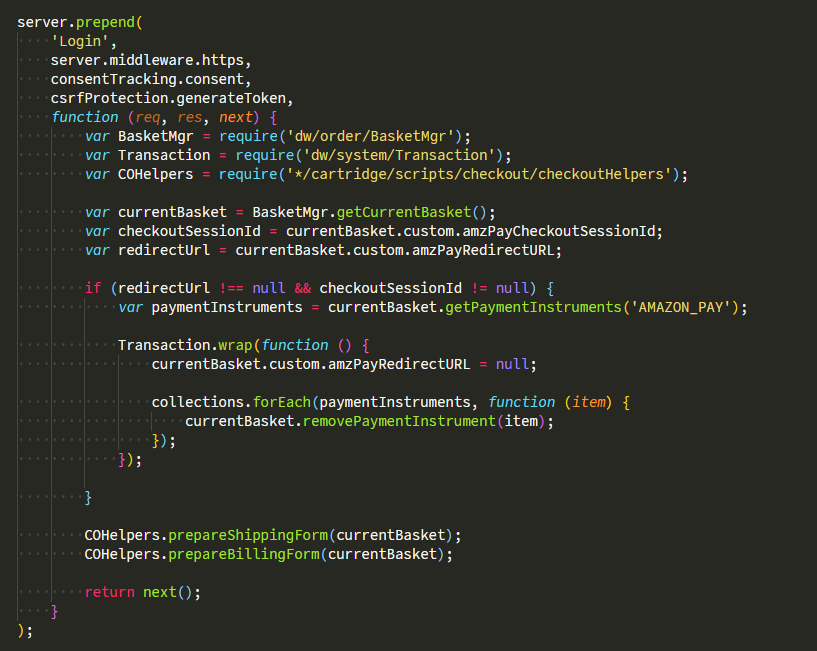 server.prepend(
    'Login',
    server.middleware.https,
    consentTracking.consent,
    csrfProtection.generateToken,
    function (req, res, next) {
        var BasketMgr = require('dw/order/BasketMgr');
        var Transaction = require('dw/system/Transaction');
        var COHelpers = require('*/cartridge/scripts/checkout/checkoutHelpers');

        var currentBasket = BasketMgr.getCurrentBasket();
        var checkoutSessionId = currentBasket.custom.amzPayCheckoutSessionId;
        var redirectUrl = currentBasket.custom.amzPayRedirectURL;

        if (redirectUrl !== null && checkoutSessionId != null) {
            var paymentInstruments = currentBasket.getPaymentInstruments('AMAZON_PAY');

            Transaction.wrap(function () {
                currentBasket.custom.amzPayRedirectURL = null;

                collections.forEach(paymentInstruments, function (item) {
                    currentBasket.removePaymentInstrument(item);
                });
            });

        }

        COHelpers.prepareShippingForm(currentBasket);
        COHelpers.prepareBillingForm(currentBasket);

        return next();
    }
);